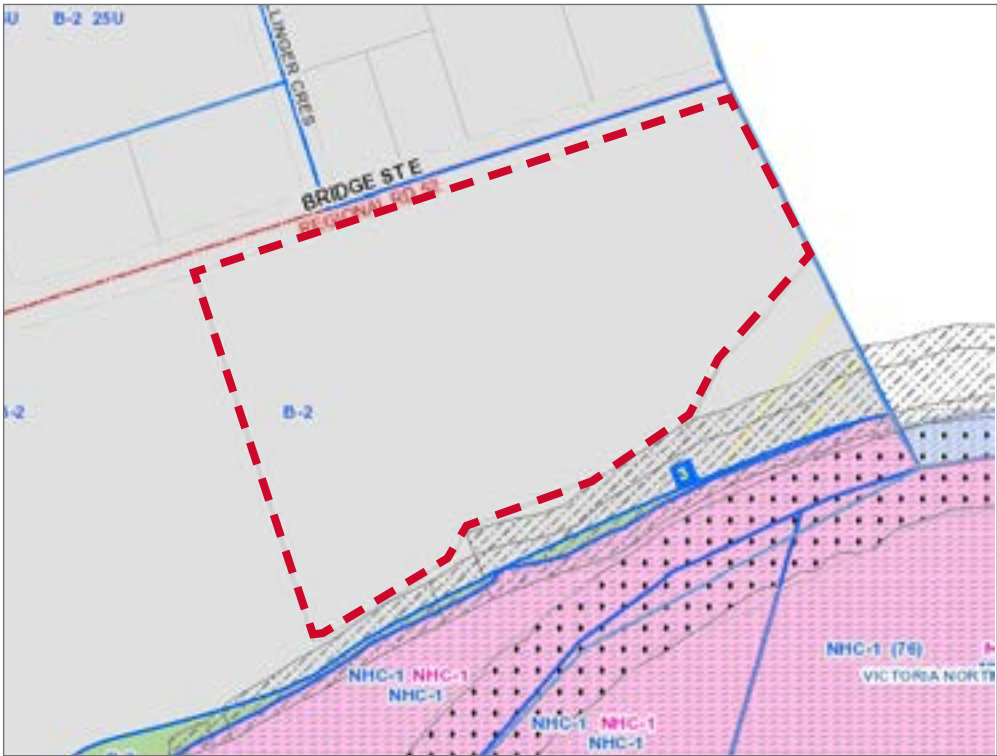 B-2 25U
LLINGER CRES
BRIDGE ST E
REGIONAL RD 52
B-2
3
NHC-1 (76)
VICTORIA NORTH
NHC-1 NHC-1
NHC-1
NHC-1 NHC-1
NHC-1